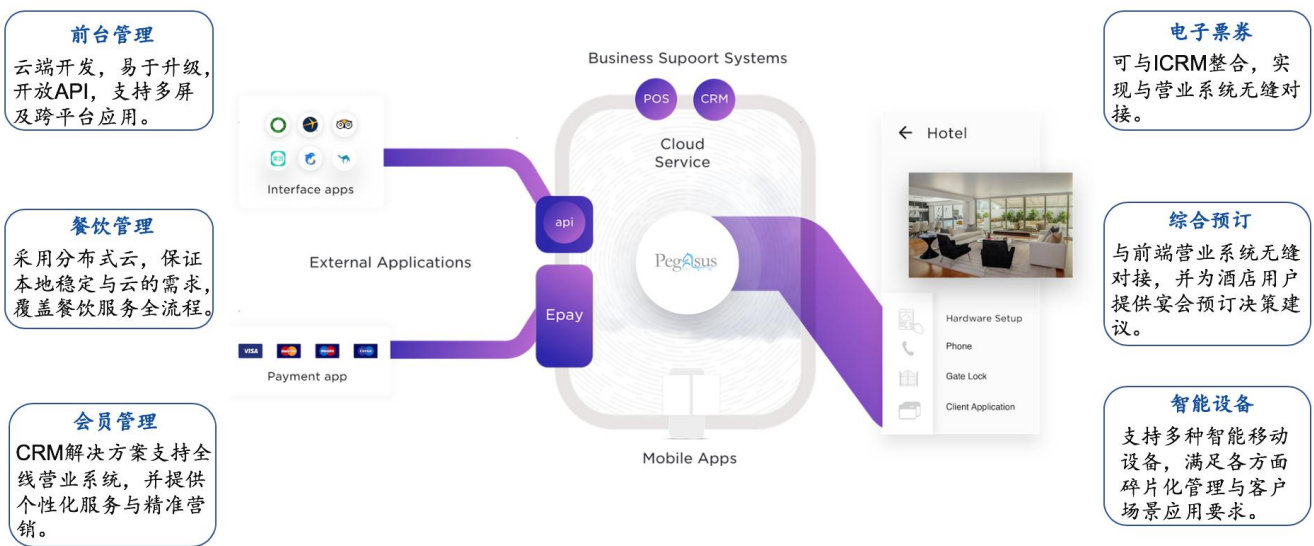 前台管理
云端开发，易于升级，
开放API，支持多屏
及跨平台应用。
餐饮管理
采用分布式云，保证
本地稳定与云的需求，
覆盖餐饮服务全流程。
会员管理
CRM解决方案支持全
线营业系统，并提供
个性化服务与精准营
销。
Interface apps
External Applications
VISA
Payment app
Business Supoort Systems
POS
CRM
Cloud
Service
api
Pegasus
Epay
Mobile Apps
← Hotel
Hardware Setup
Phone
Gate Lock
Client Application
电子票券
可与ICRM整合，实
现与营业系统无缝对
接。
综合预订
与前端营业系统无缝
对接，并为酒店用户
提供宴会预订决策建
议。
智能设备
支持多种智能移动
设备，满足各方面
碎片化管理与客户
场景应用要求。